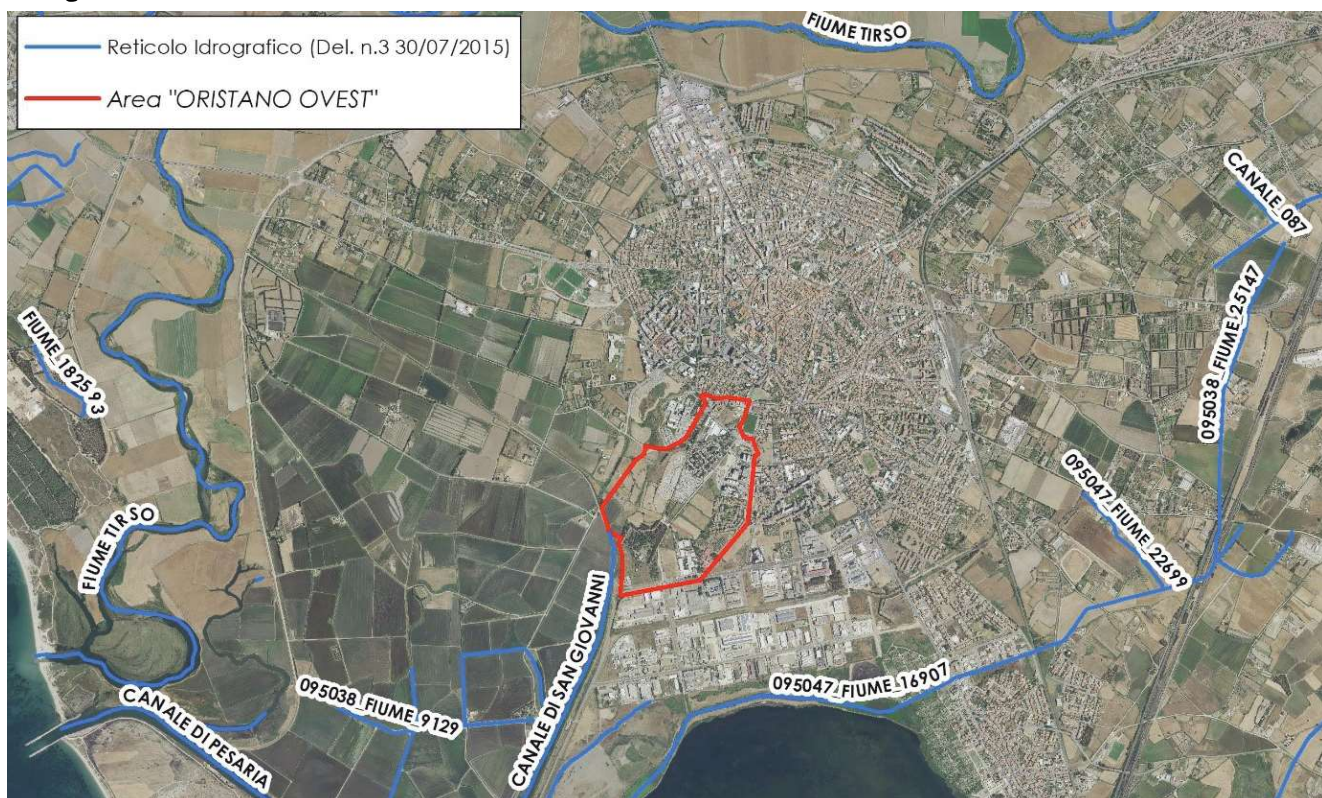 Reticolo Idrografico (Del. n.3 30/07/2015)
Area "ORISTANO OVEST"
FIUME TIRSO
CANALE_087
095038_FIUME_25147
FIUME_182593
095047_FIUME_22699
FIUME TIRSO
CANALE DI SAN GIOVANNI
095047_FIUME_16907
095038_FIUME_9129
CANALE DI PESARIA